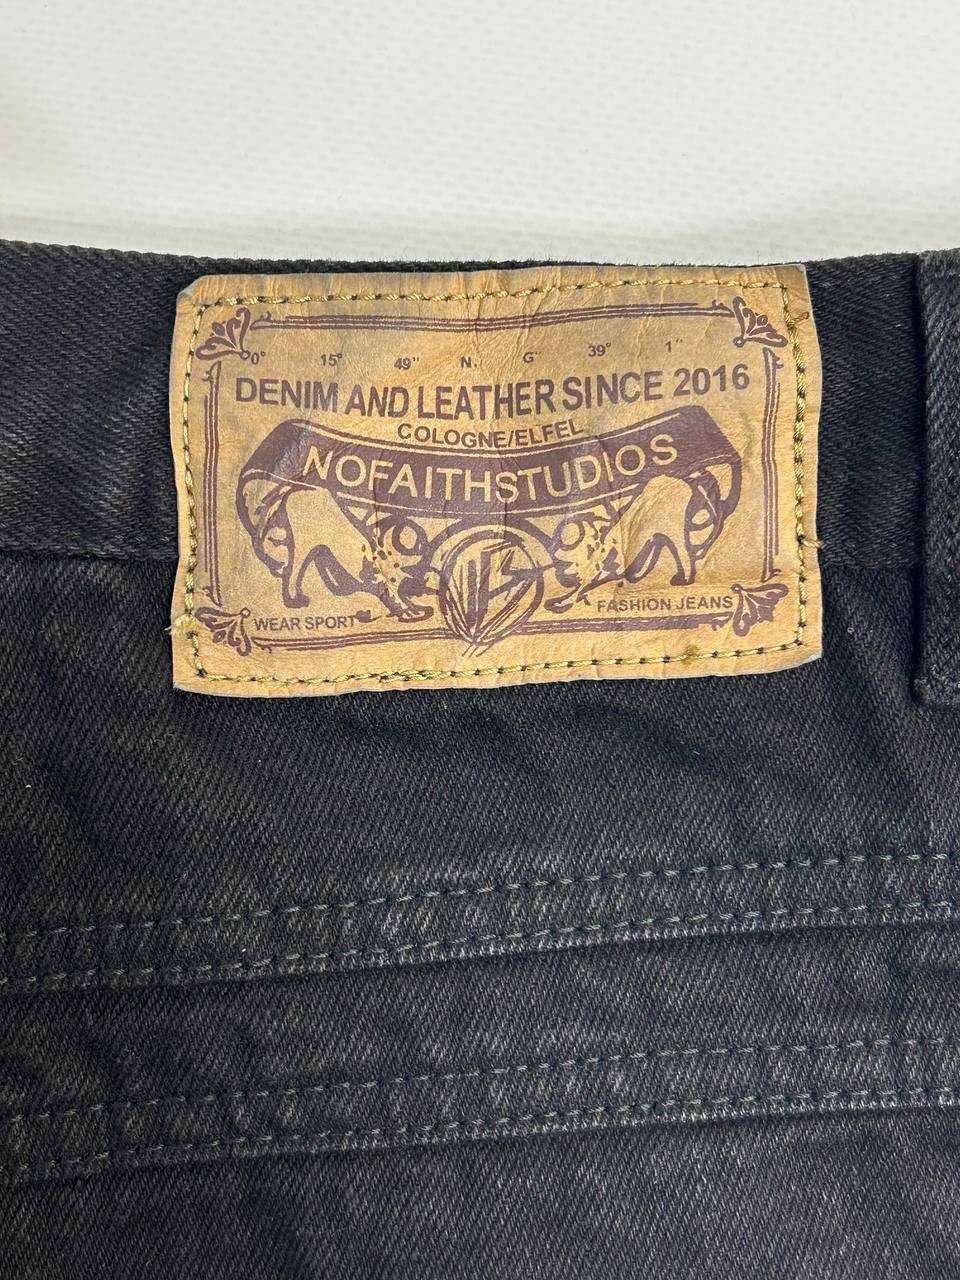 0° 15° 49" N. G" 39° 1"
DENIM AND LEATHER SINCE 2016
COLOGNE/ELFEL
NOFAITHSTUDIOS
WEAR SPORT
FASHION JEANS